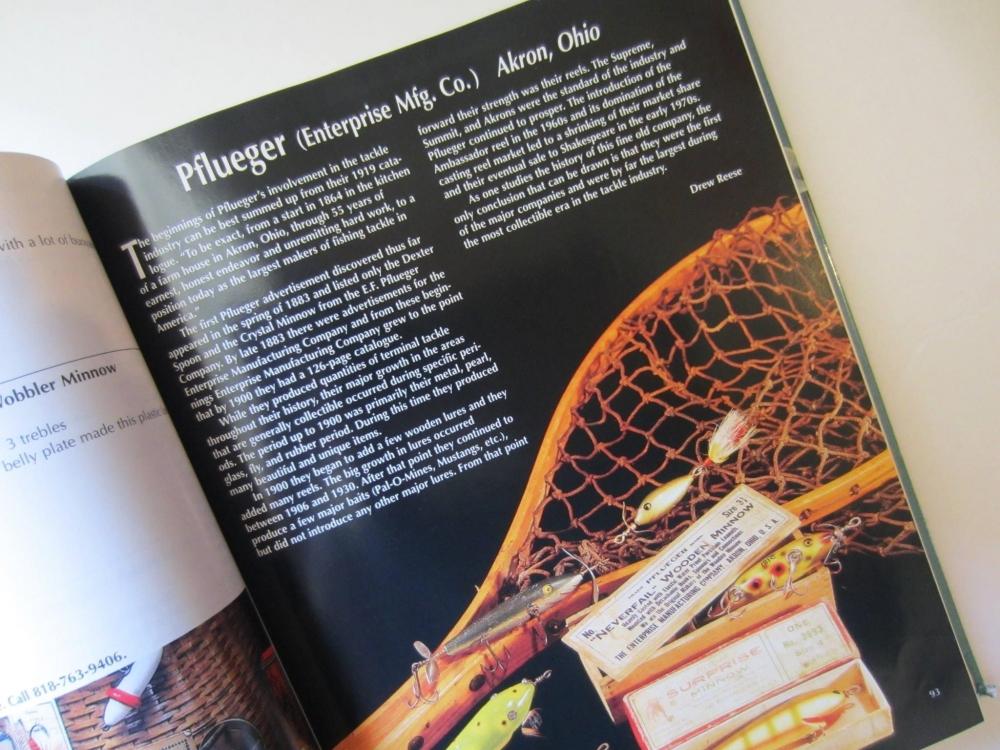 with a lot of
Wobbler Minnow
3 trebles
belly plate made this plastic
Call 818-763-9406.
Pflueger (Enterprise Mfg. Co.) Akron, Ohio
The beginnings of Pflueger's involvement in the tackle
industry can be best summed up from their 1919 cata-
logue. "To be exact, from a start in 1864 in the kitchen
of a farm house in Akron, Ohio, through 55 years of
earnest, honest endeavor and unremitting hard work, to a
position today as the largest makers of fishing tackle in
America."
The first Pflueger advertisement discovered thus far
appeared in the spring of 1883 and listed only the Dexter
Spoon and the Crystal Minnow from the E.F. Pflueger
Company. By late 1883 there were advertisements for the
Enterprise Manufacturing Company and from these begin-
nings Enterprise Manufacturing Company grew to the point
that by 1900 they had a 126-page catalogue.
While they produced quantities of terminal tackle
throughout their history, their major growth in the areas
that are generally collectible occurred during specific peri-
ods. The period up to 1900 was primarily their metal, pearl,
glass, fly, and rubber period. During this time they produced
many beautiful and unique items.
In 1900 they began to add a few wooden lures and they
added many reels. The big growth in lures occurred
between 1906 and 1930. After that point they continued to
produce a few major baits (Pal-O-Mines, Mustangs, etc.),
but did not introduce any other major lures. From that point
forward their strength was their reels. The Supreme,
Summit, and Akrons were the standard of the industry and
Pflueger continued to prosper. The introduction of the
Ambassador reel in the 1960s and its domination of the
casting reel market led to a shrinking of their market share
and their eventual sale to Shakespeare in the early 1970s.
As one studies the history of this fine old company, the
only conclusion that can be drawn is that they were the first
of the major companies and were by far the largest during
the most collectible era in the tackle industry.
Drew Reese
PFLUEGER
Size 3½
No.
"NEVERFAIL" WOODEN MINNOW
THE ENTERPRISE MANUFACTURING COMPANY, AKRON, OHIO, U.S.A.
ONE
SURPRISE
MINNOW
93